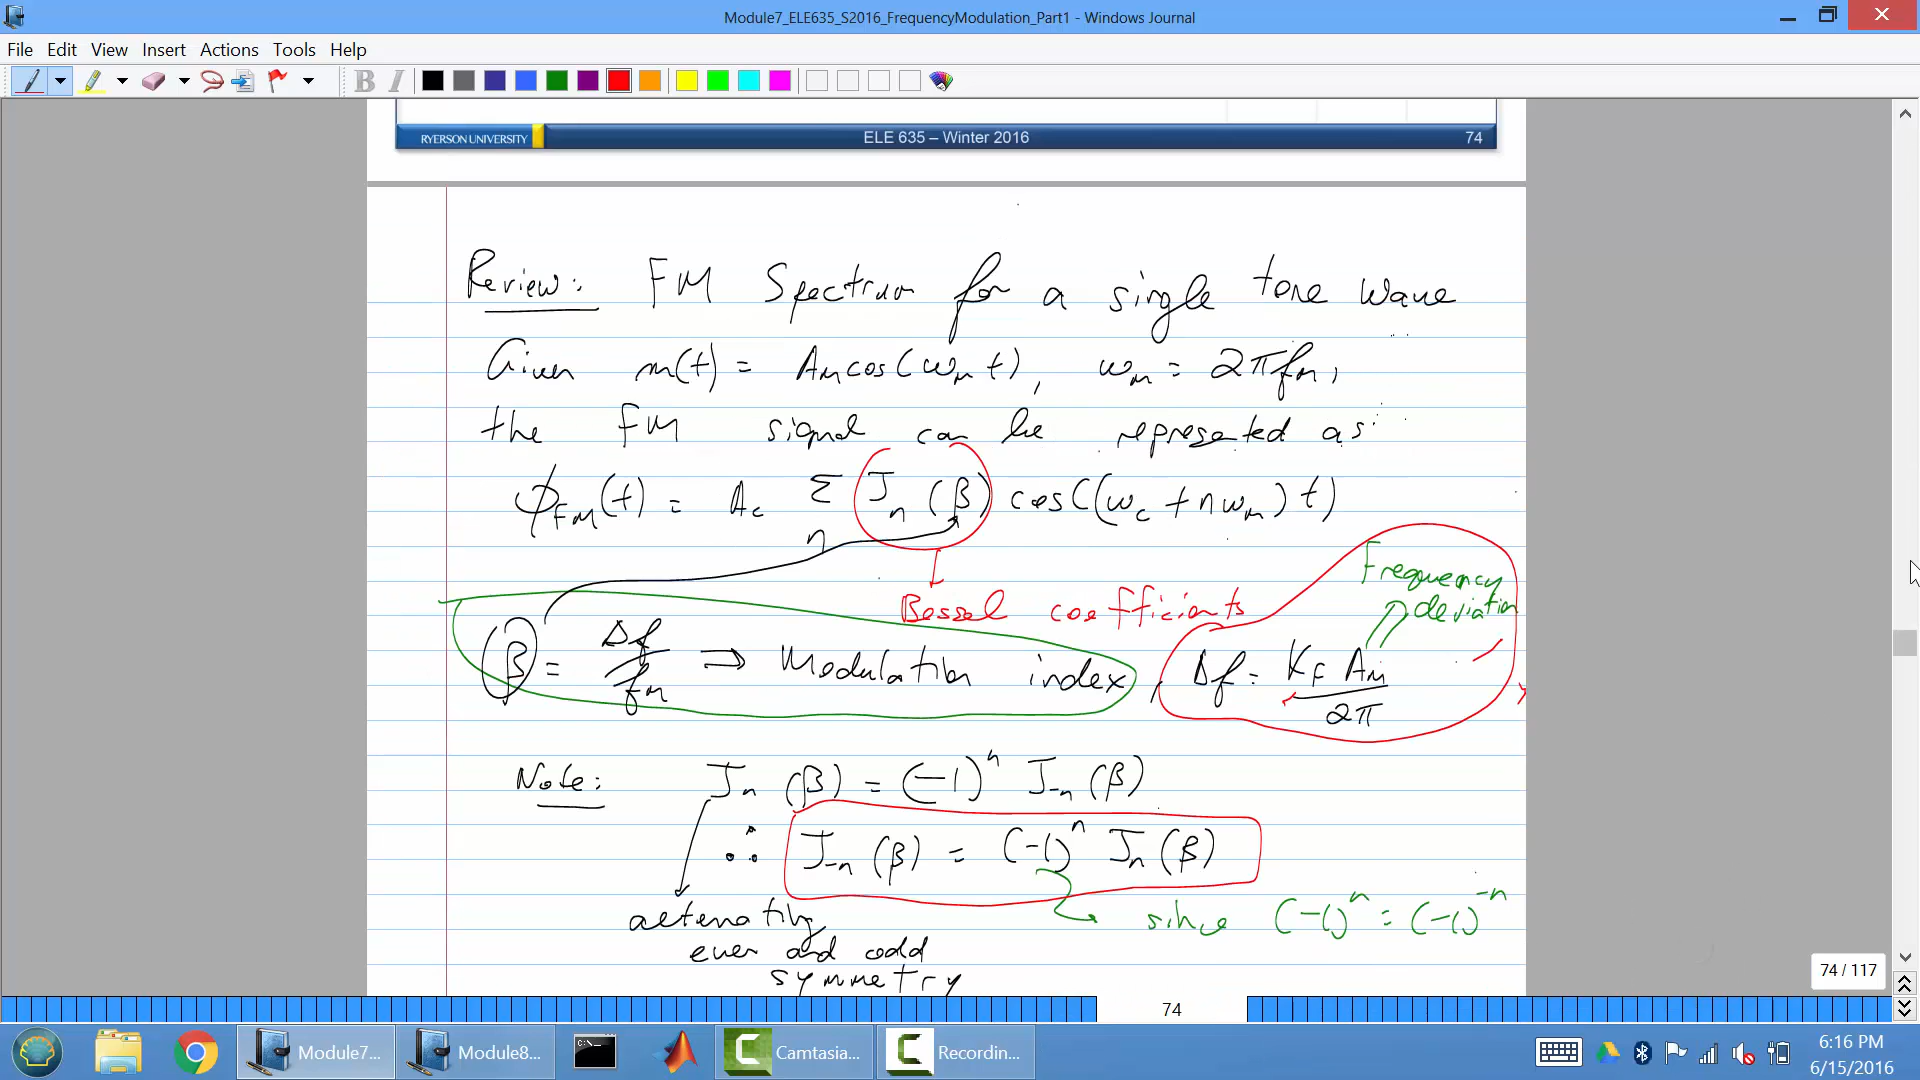 Module7_ELE635_S2016_FrequencyModulation_Part1 - Windows Journal
File Edit View Insert Actions Tools Help
B I
RYERSON UNIVERSITY ELE 635 – Winter 2016 74
Review: FM Spectrum for a single tone wave
Given m(t) = Am cos(ωm t), ωm = 2πfm,
the FM signal can be represented as:
φFM(t) = Ac Σn Jn(β) cos((ωc + nωm) t)
Frequency
deviation
Bessel coefficients
β = Δf/fm ⇒ Modulation index, Δf = KF Am / 2π
Note: Jn(β) = (-1)^n J-n(β)
∴ J-n(β) = (-1)^n Jn(β)
alternating since (-1)^n = (-1)^-n
even and odd
symmetry
74 / 117
74
Module7... Module8... C:\_ Camtasia... Recordin...
6:16 PM
6/15/2016